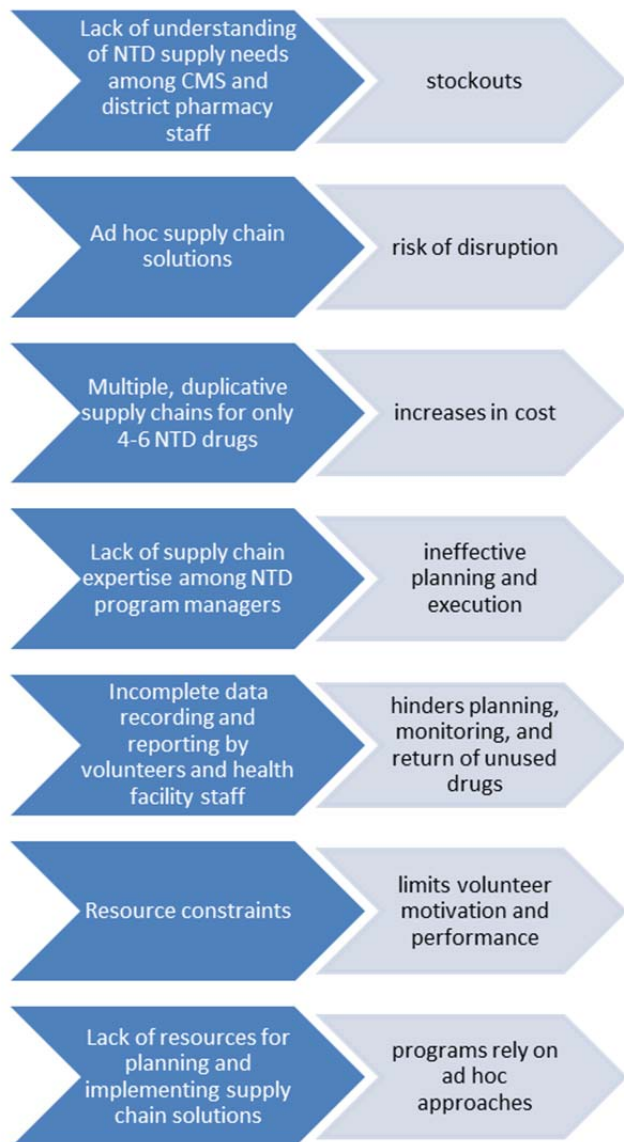 Lack of understanding
of NTD supply needs
among CMS and
district pharmacy
staff
stockouts
Ad hoc supply chain
solutions
risk of disruption
Multiple, duplicative
supply chains for only
4-6 NTD drugs
increases in cost
Lack of supply chain
expertise among NTD
program managers
ineffective
planning and
execution
Incomplete data
recording and
reporting by
volunteers and health
facility staff
hinders planning,
monitoring, and
return of unused
drugs
Resource constraints
limits volunteer
motivation and
performance
Lack of resources for
planning and
implementing supply
chain solutions
programs rely on
ad hoc
approaches